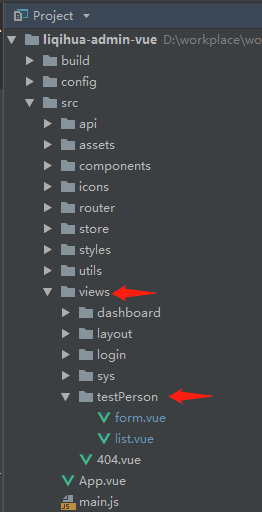 Project
liqihua-admin-vue D:\workplace\wo
build
config
src
api
assets
components
icons
router
store
styles
utils
views
dashboard
layout
login
sys
testPerson
form.vue
list.vue
404.vue
App.vue
main.js